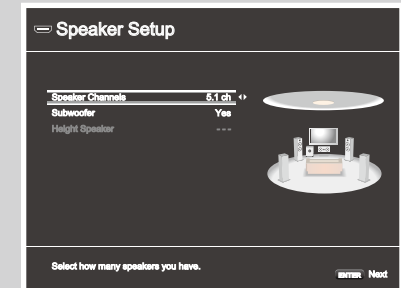 Speaker Setup
Speaker Channels 5.1 ch
Subwoofer Yes
Height Speaker ---
Select how many speakers you have.
ENTER Next